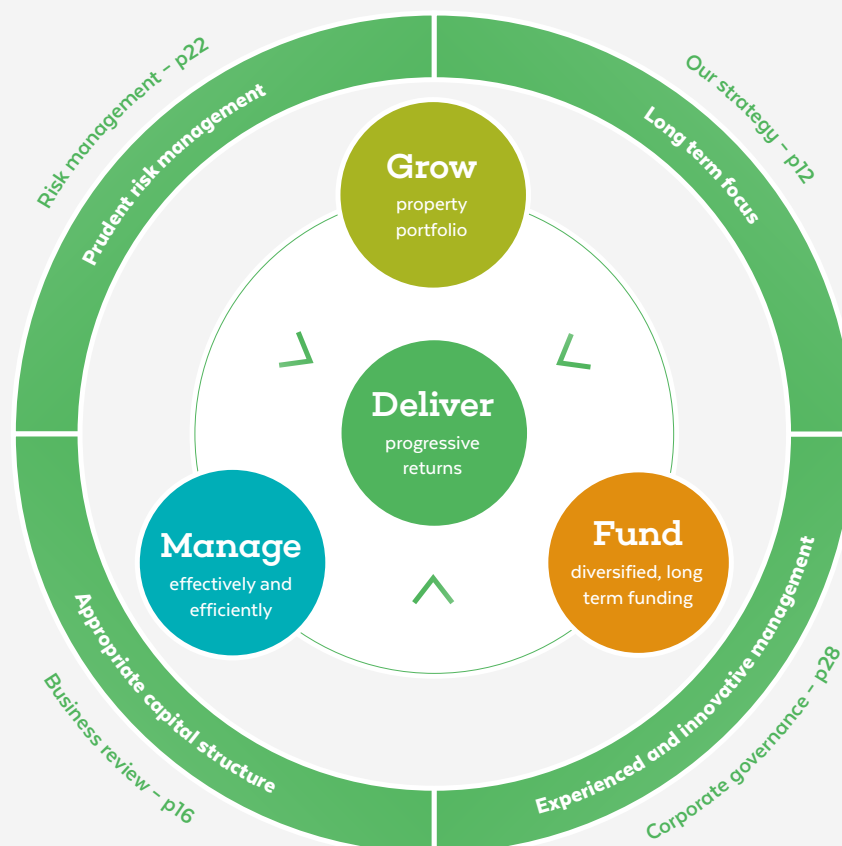 Risk management – p22
Our strategy – p12
Prudent risk management
Long term focus
Grow
property
portfolio
Deliver
progressive
returns
Manage
effectively and
efficiently
Fund
diversified, long
term funding
Appropriate capital structure
Experienced and innovative management
Business review – p16
Corporate governance – p28